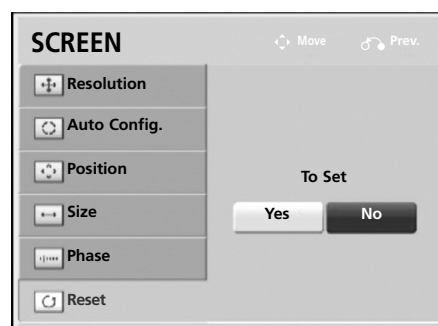 SCREEN
Move
Prev.
Resolution
Auto Config.
Position
Size
Phase
Reset
To Set
Yes
No